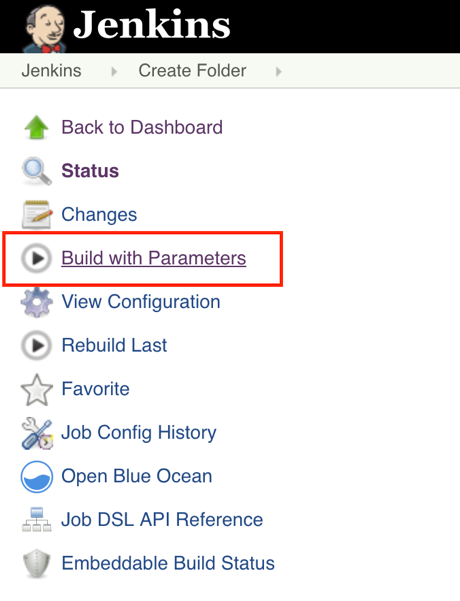 Jenkins
Jenkins Create Folder
Back to Dashboard
Status
Changes
Build with Parameters
View Configuration
Rebuild Last
Favorite
Job Config History
Open Blue Ocean
Job DSL API Reference
Embeddable Build Status